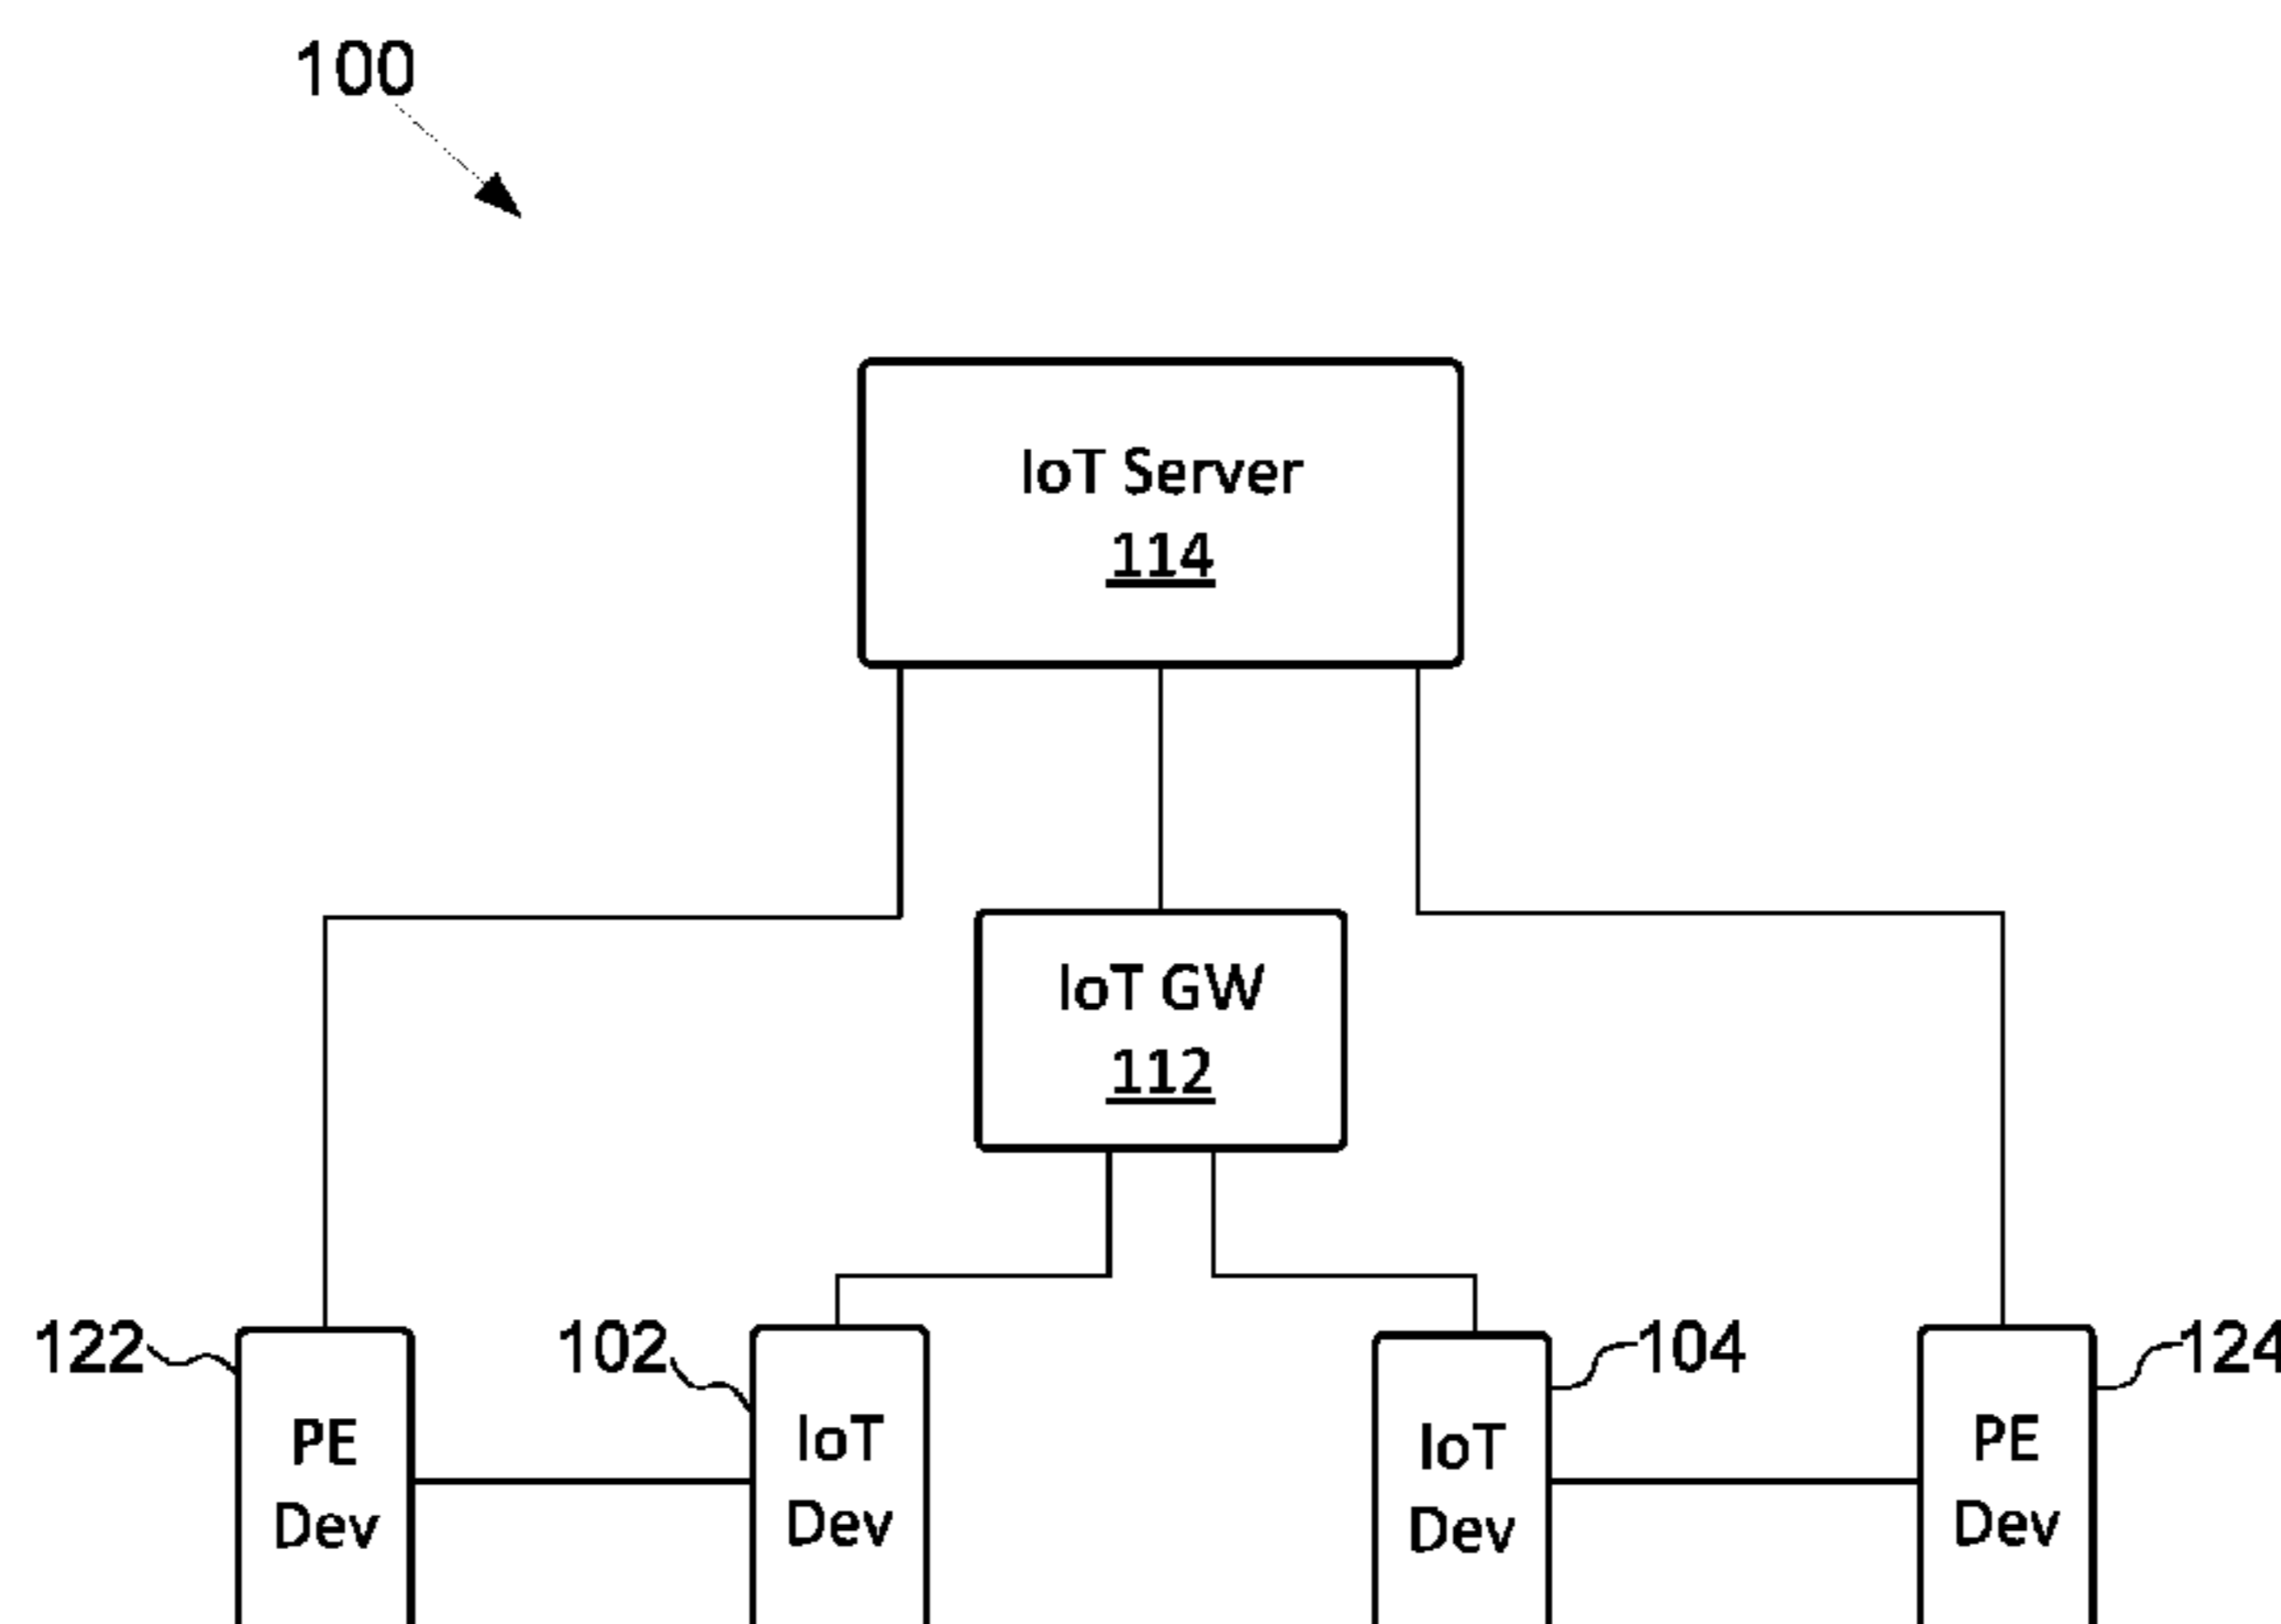 100
IoT Server
114
IoT GW
112
122
102
104
124
PE
Dev
IoT
Dev
IoT
Dev
PE
Dev